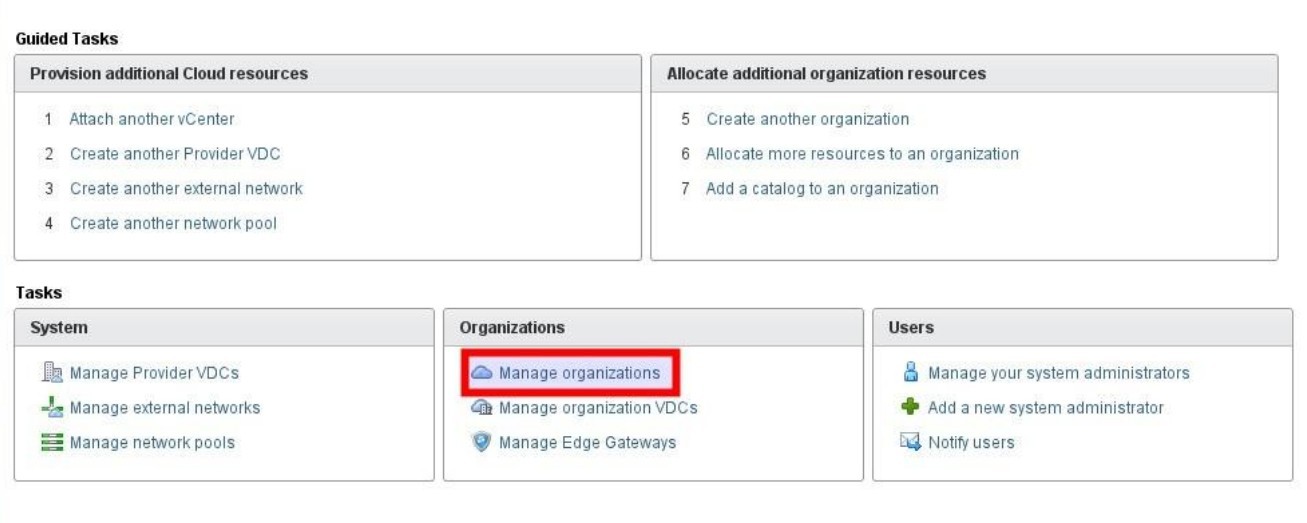 Guided Tasks
Provision additional Cloud resources
1 Attach another vCenter
2 Create another Provider VDC
3 Create another external network
4 Create another network pool
Allocate additional organization resources
5 Create another organization
6 Allocate more resources to an organization
7 Add a catalog to an organization
Tasks
System
Manage Provider VDCs
Manage external networks
Manage network pools
Organizations
Manage organizations
Manage organization VDCs
Manage Edge Gateways
Users
Manage your system administrators
Add a new system administrator
Notify users